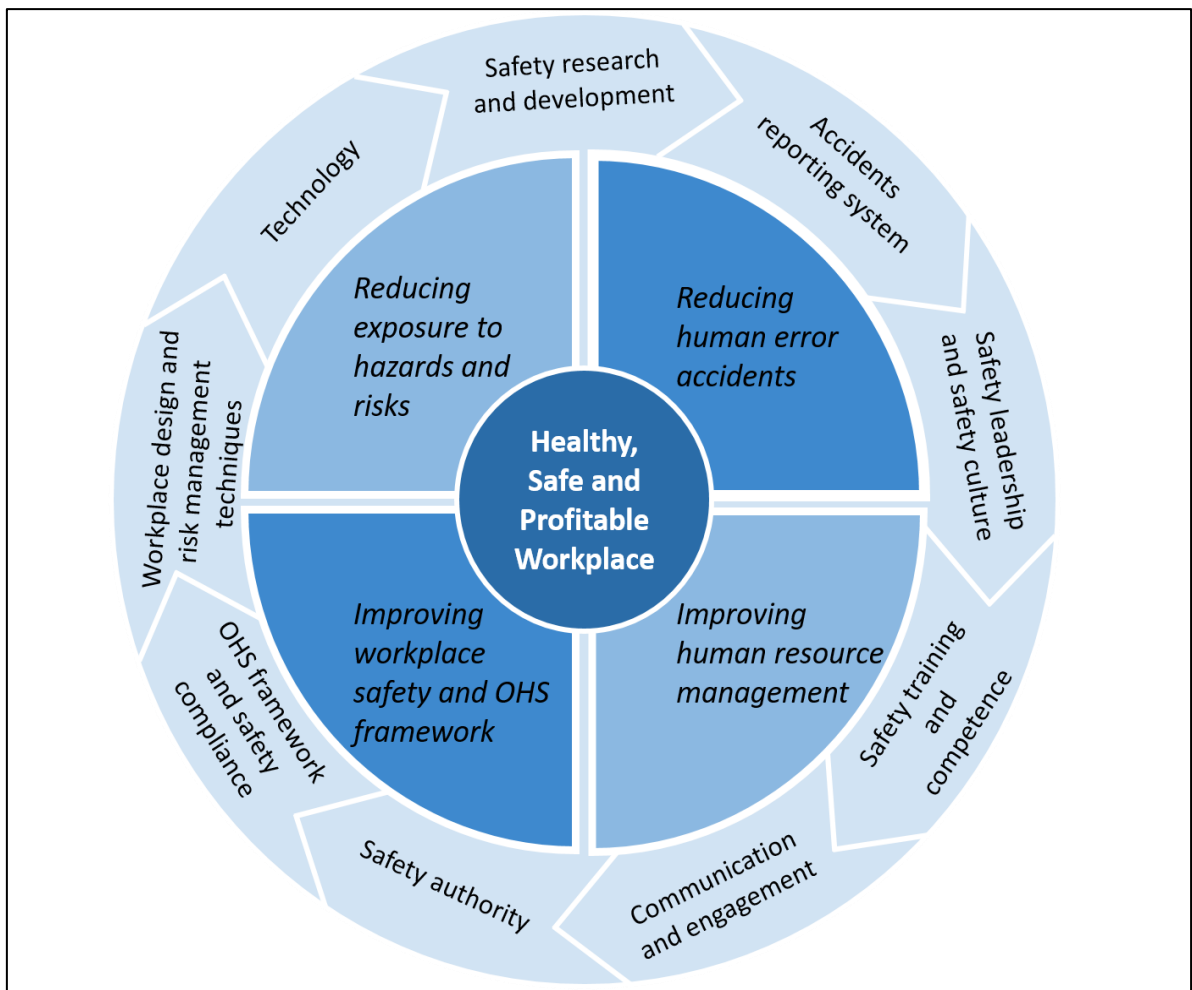 Safety research
and development
Accidents
reporting system
Safety leadership
and safety culture
Safety training
and
competence
Communication
and engagement
Safety authority
OHS framework
and safety
compliance
Workplace design and
risk management
techniques
Technology
Reducing
exposure to
hazards and
risks
Reducing
human error
accidents
Healthy,
Safe and
Profitable
Workplace
Improving
workplace
safety and OHS
framework
Improving
human resource
management